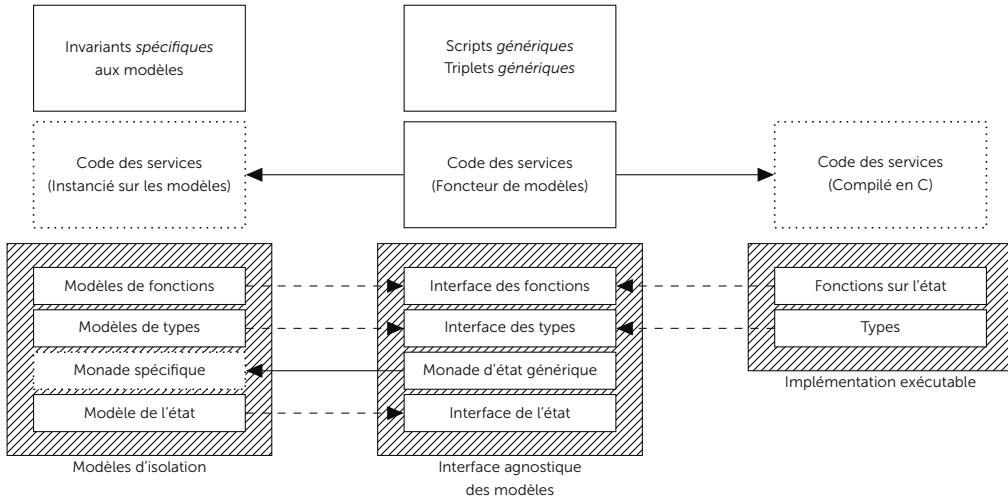 Invariants spécifiques
aux modèles
Scripts génériques
Triplets génériques
Code des services
(Instancié sur les modèles)
Code des services
(Foncteur de modèles)
Code des services
(Compilé en C)
Modèles de fonctions
Interface des fonctions
Fonctions sur l'état
Modèles de types
Interface des types
Types
Monade spécifique
Monade d'état générique
Implémentation exécutable
Modèle de l'état
Interface de l'état
Modèles d'isolation
Interface agnostique
des modèles